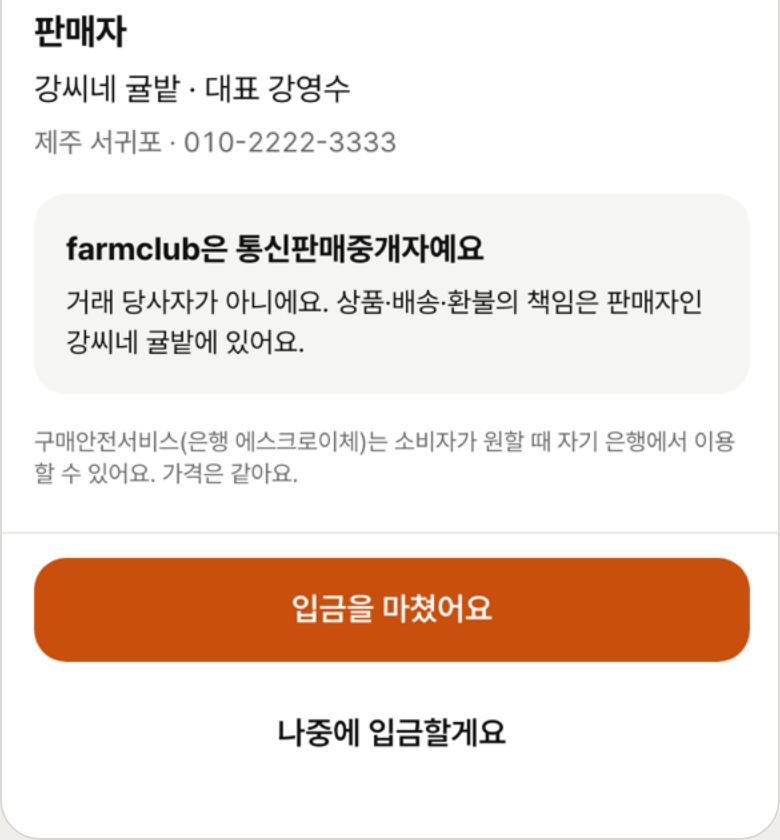 판매자
강씨네 귤밭 · 대표 강영수
제주 서귀포 · 010-2222-3333
farmclub은 통신판매중개자예요
거래 당사자가 아니에요. 상품·배송·환불의 책임은 판매자인
강씨네 귤밭에 있어요.
구매안전서비스(은행 에스크로이체)는 소비자가 원할 때 자기 은행에서 이용
할 수 있어요. 가격은 같아요.
입금을 마쳤어요
나중에 입금할게요